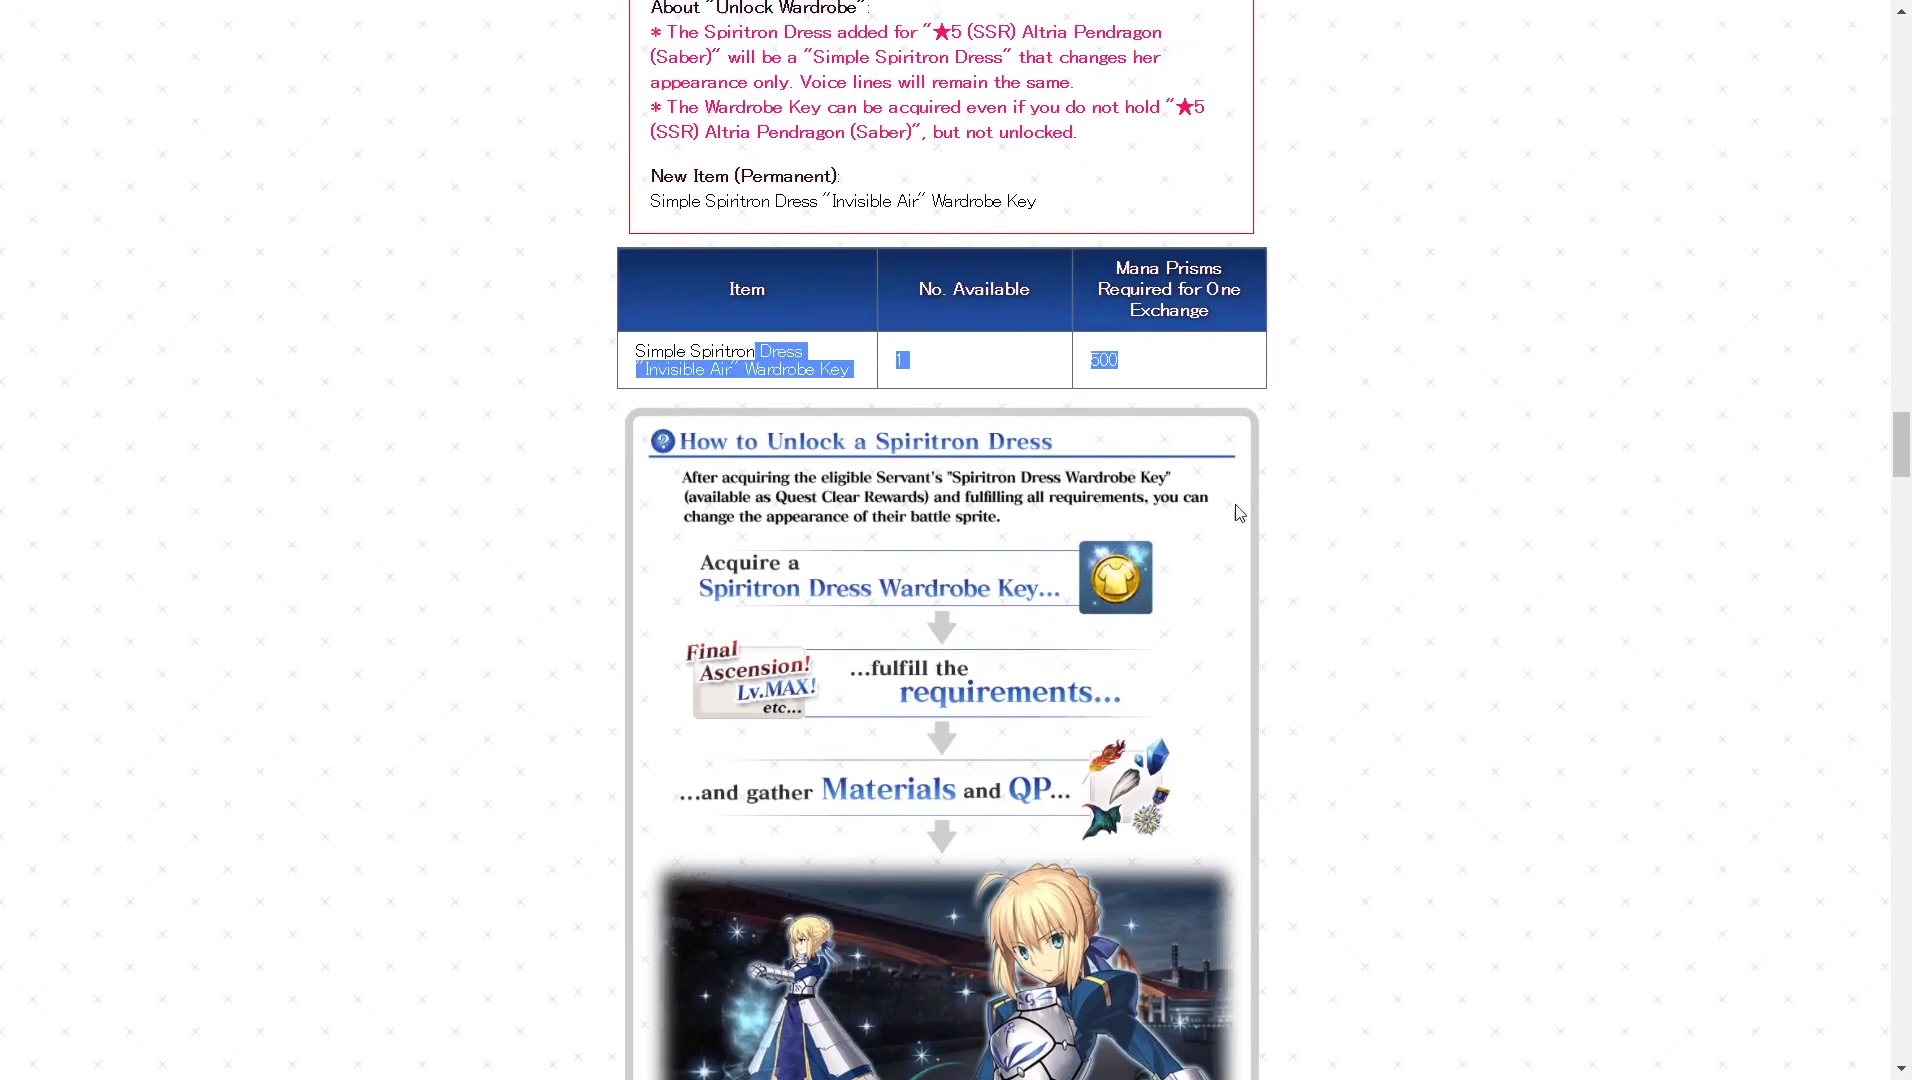 About "Unlock Wardrobe":
* The Spiritron Dress added for "★5 (SSR) Altria Pendragon
(Saber)" will be a "Simple Spiritron Dress" that changes her
appearance only. Voice lines will remain the same.
* The Wardrobe Key can be acquired even if you do not hold "★5
(SSR) Altria Pendragon (Saber)", but not unlocked.
New Item (Permanent):
Simple Spiritron Dress "Invisible Air" Wardrobe Key
Item
No. Available
Mana Prisms
Required for One
Exchange
Simple Spiritron Dress
"Invisible Air" Wardrobe Key
1
500
? How to Unlock a Spiritron Dress
After acquiring the eligible Servant's "Spiritron Dress Wardrobe Key"
(available as Quest Clear Rewards) and fulfilling all requirements, you can
change the appearance of their battle sprite.
Acquire a
Spiritron Dress Wardrobe Key...
Final
Ascension!
Lv.MAX!
etc...
...fulfill the
requirements...
...and gather Materials and QP...